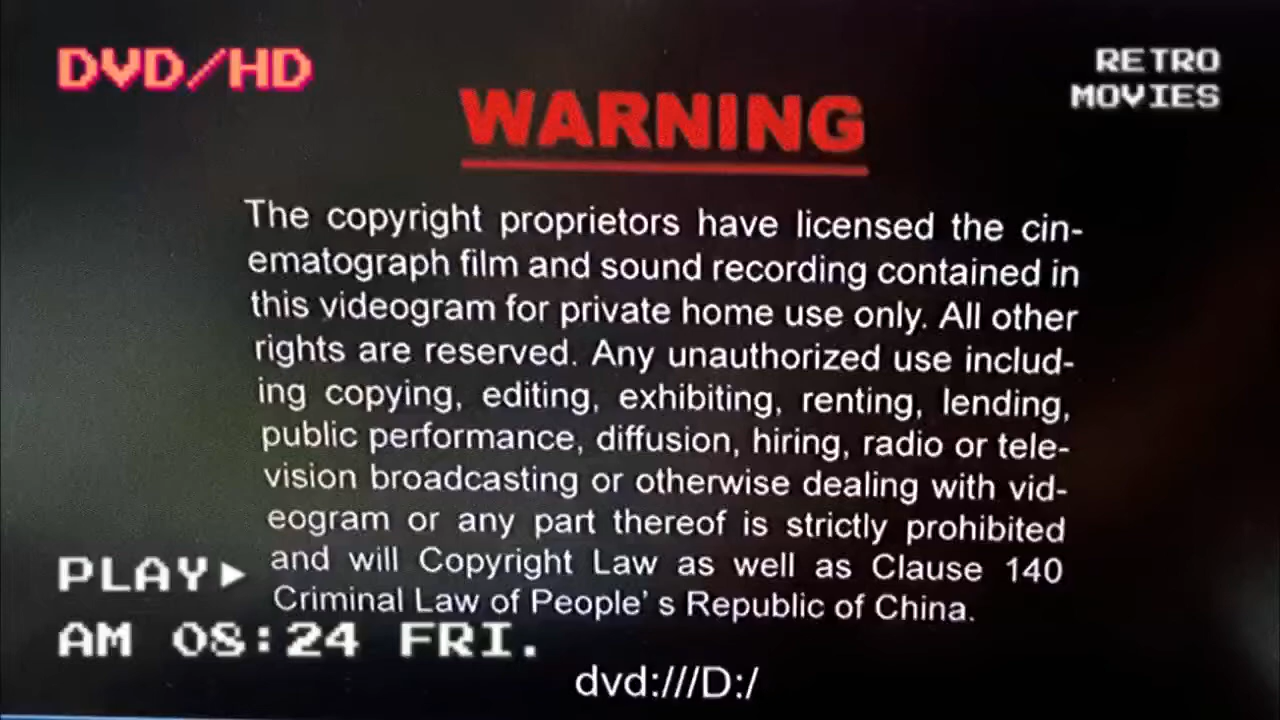 DVD/HD
RETRO
MOVIES
WARNING
The copyright proprietors have licensed the cin-
ematograph film and sound recording contained in
this videogram for private home use only. All other
rights are reserved. Any unauthorized use includ-
ing copying, editing, exhibiting, renting, lending,
public performance, diffusion, hiring, radio or tele-
vision broadcasting or otherwise dealing with vid-
eogram or any part thereof is strictly prohibited
and will Copyright Law as well as Clause 140
Criminal Law of People' s Republic of China.
PLAY►
AM 08:24 FRI.
dvd:///D:/